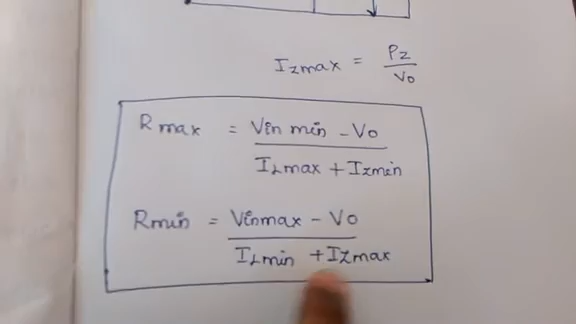 Izmax = Pz / Vo
Rmax = Vin min - Vo / ILmax + Izmin
Rmin = Vinmax - Vo / ILmin + Izmax